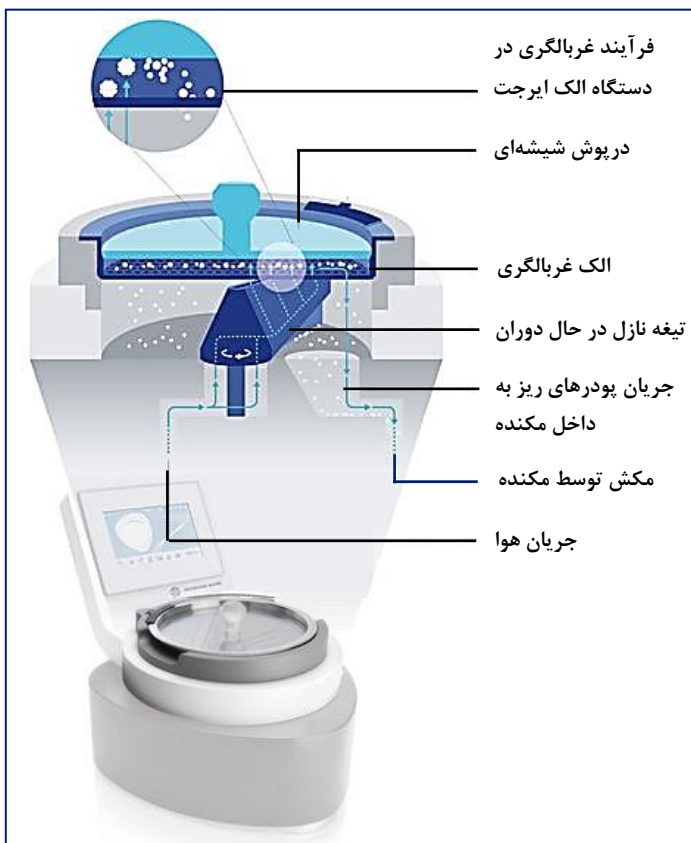 فرآیند غربالگری در
دستگاه الک ایرجت
درپوش شیشه‌ای
الک غربالگری
تیغه نازل در حال دوران
جریان پودرهای ریز به
داخل مکنده
مکش توسط مکنده
جریان هوا